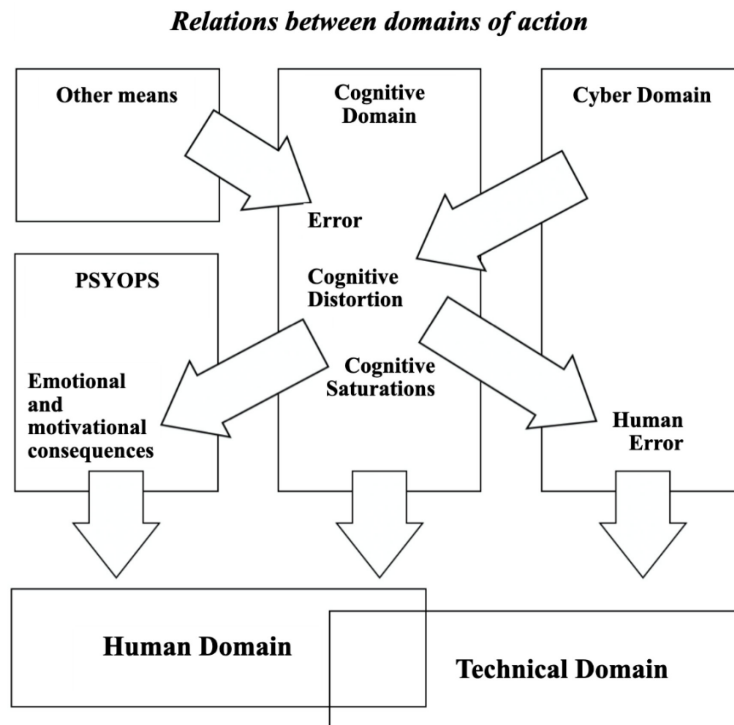 Relations between domains of action
Other means
Cognitive
Domain
Cyber Domain
Error
PSYOPS
Cognitive
Distortion
Cognitive
Saturations
Emotional
and
motivational
consequences
Human
Error
Human Domain
Technical Domain